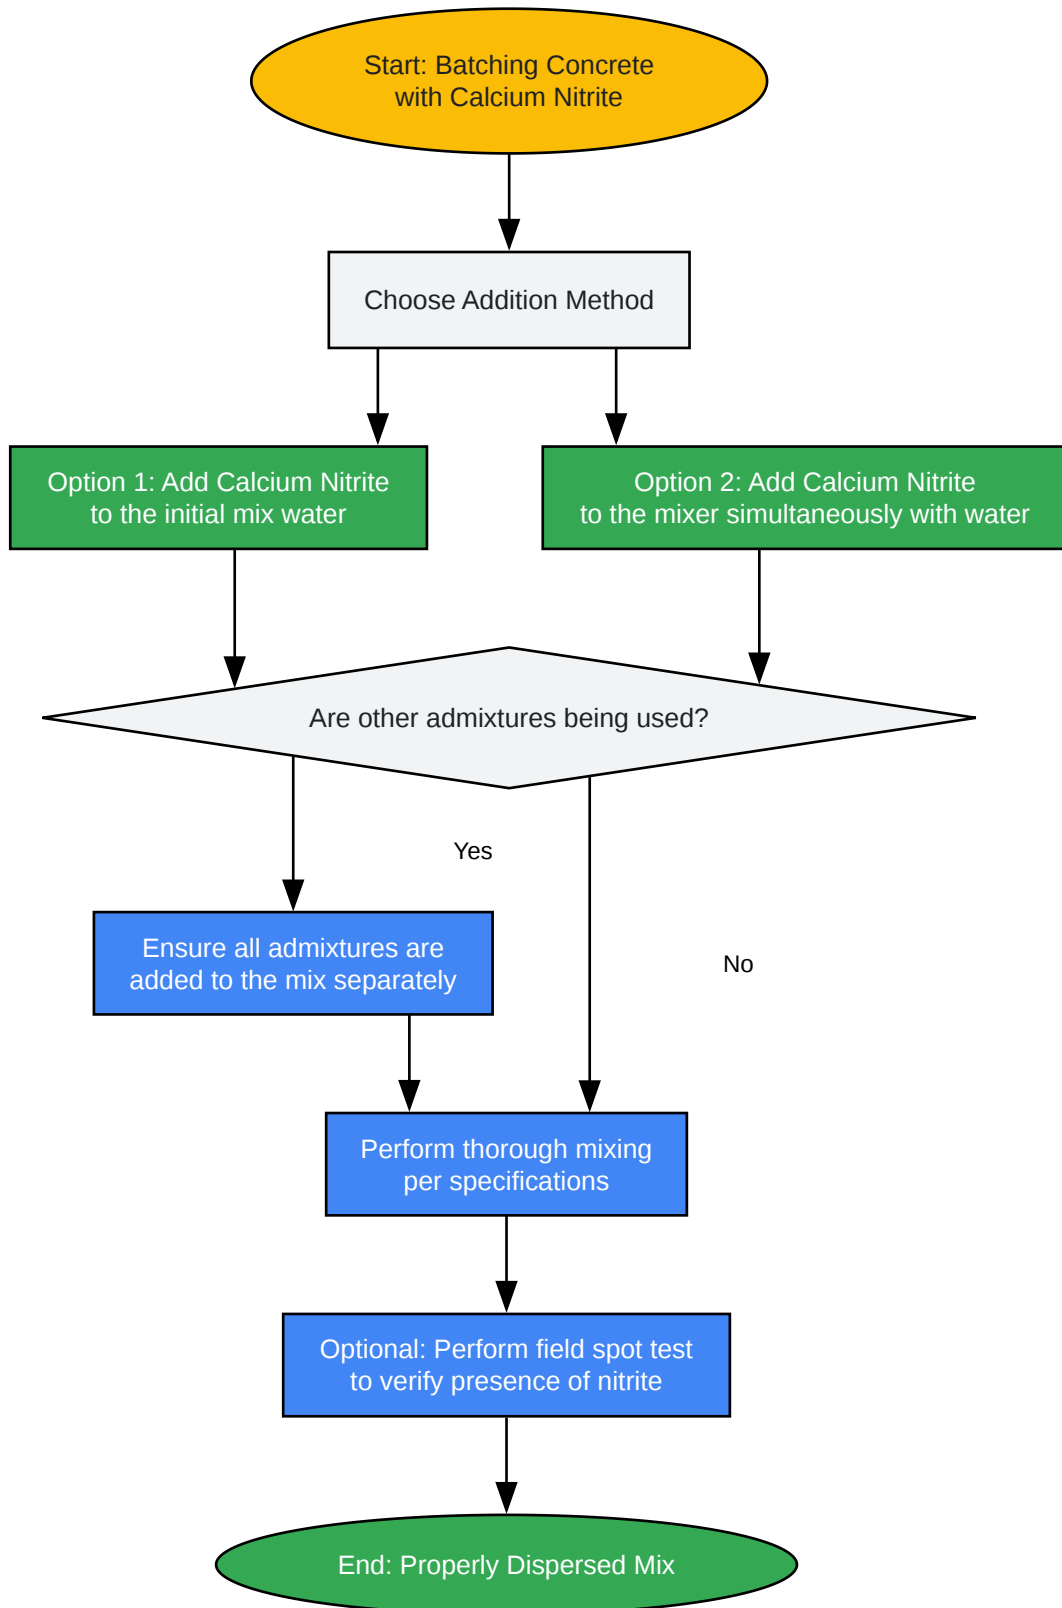 Start: Batching Concrete
with Calcium Nitrite
Choose Addition Method
Option 1: Add Calcium Nitrite
to the initial mix water
Option 2: Add Calcium Nitrite
to the mixer simultaneously with water
Are other admixtures being used?
Yes
Ensure all admixtures are
added to the mix separately
No
Perform thorough mixing
per specifications
Optional: Perform field spot test
to verify presence of nitrite
End: Properly Dispersed Mix